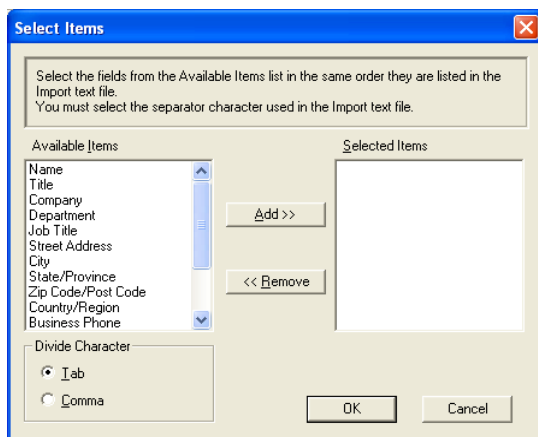 Select Items
Select the fields from the Available Items list in the same order they are listed in the
Import text file.
You must select the separator character used in the Import text file.
Available Items
Name
Title
Company
Department
Job Title
Street Address
City
State/Province
Zip Code/Post Code
Country/Region
Business Phone
Add >>
<< Remove
Selected Items
Divide Character
Tab
Comma
OK
Cancel